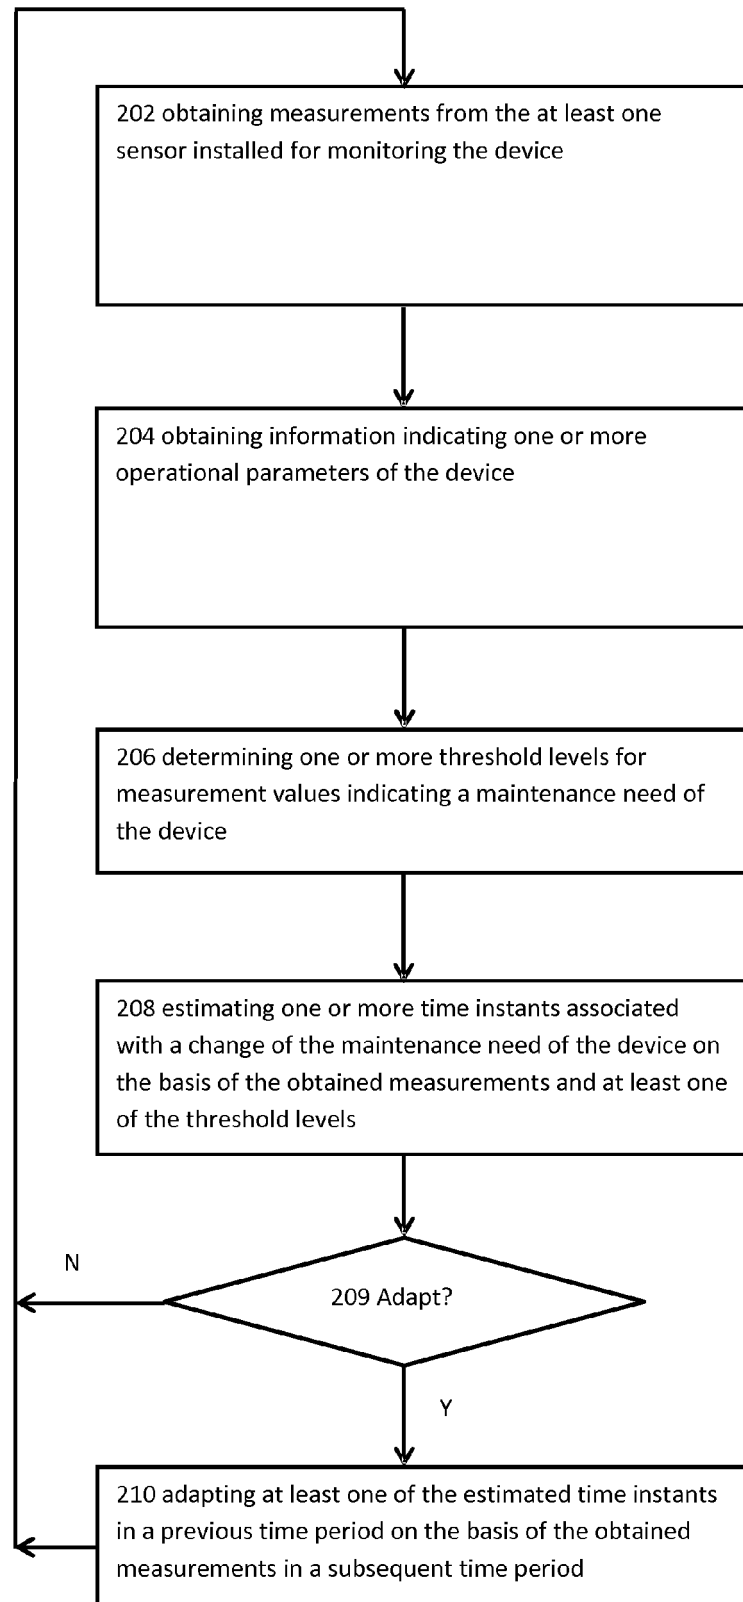 202 obtaining measurements from the at least one
sensor installed for monitoring the device
204 obtaining information indicating one or more
operational parameters of the device
206 determining one or more threshold levels for
measurement values indicating a maintenance need of
the device
208 estimating one or more time instants associated
with a change of the maintenance need of the device on
the basis of the obtained measurements and at least one
of the threshold levels
N
209 Adapt?
Y
210 adapting at least one of the estimated time instants
in a previous time period on the basis of the obtained
measurements in a subsequent time period